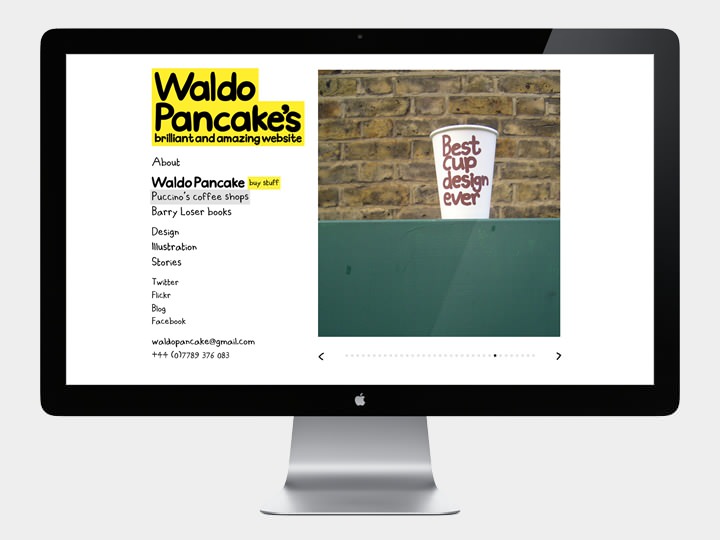 Waldo
Pancake's
brilliant and amazing website
About
Waldo Pancake buy stuff
Puccino's coffee shops
Barry Loser books
Design
Illustration
Stories
Twitter
Flickr
Blog
Facebook
waldopancake@gmail.com
+44 (0)7789 376 083
Best
cup
design
ever